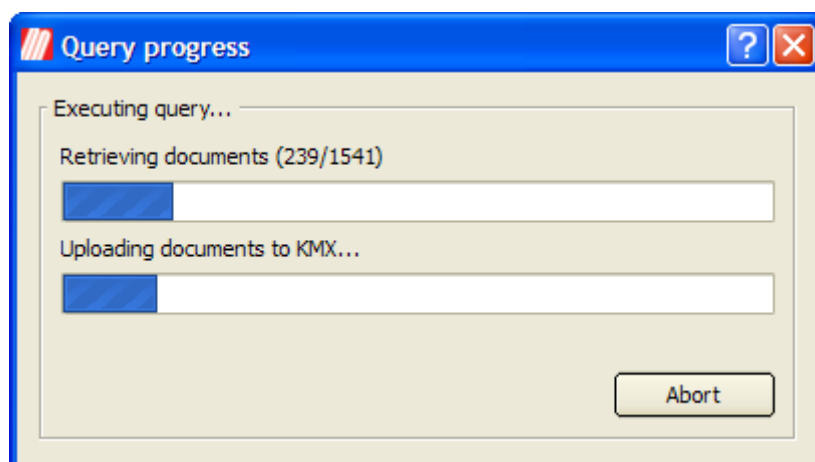 Query progress
Executing query...
Retrieving documents (239/1541)
Uploading documents to KMX...
Abort